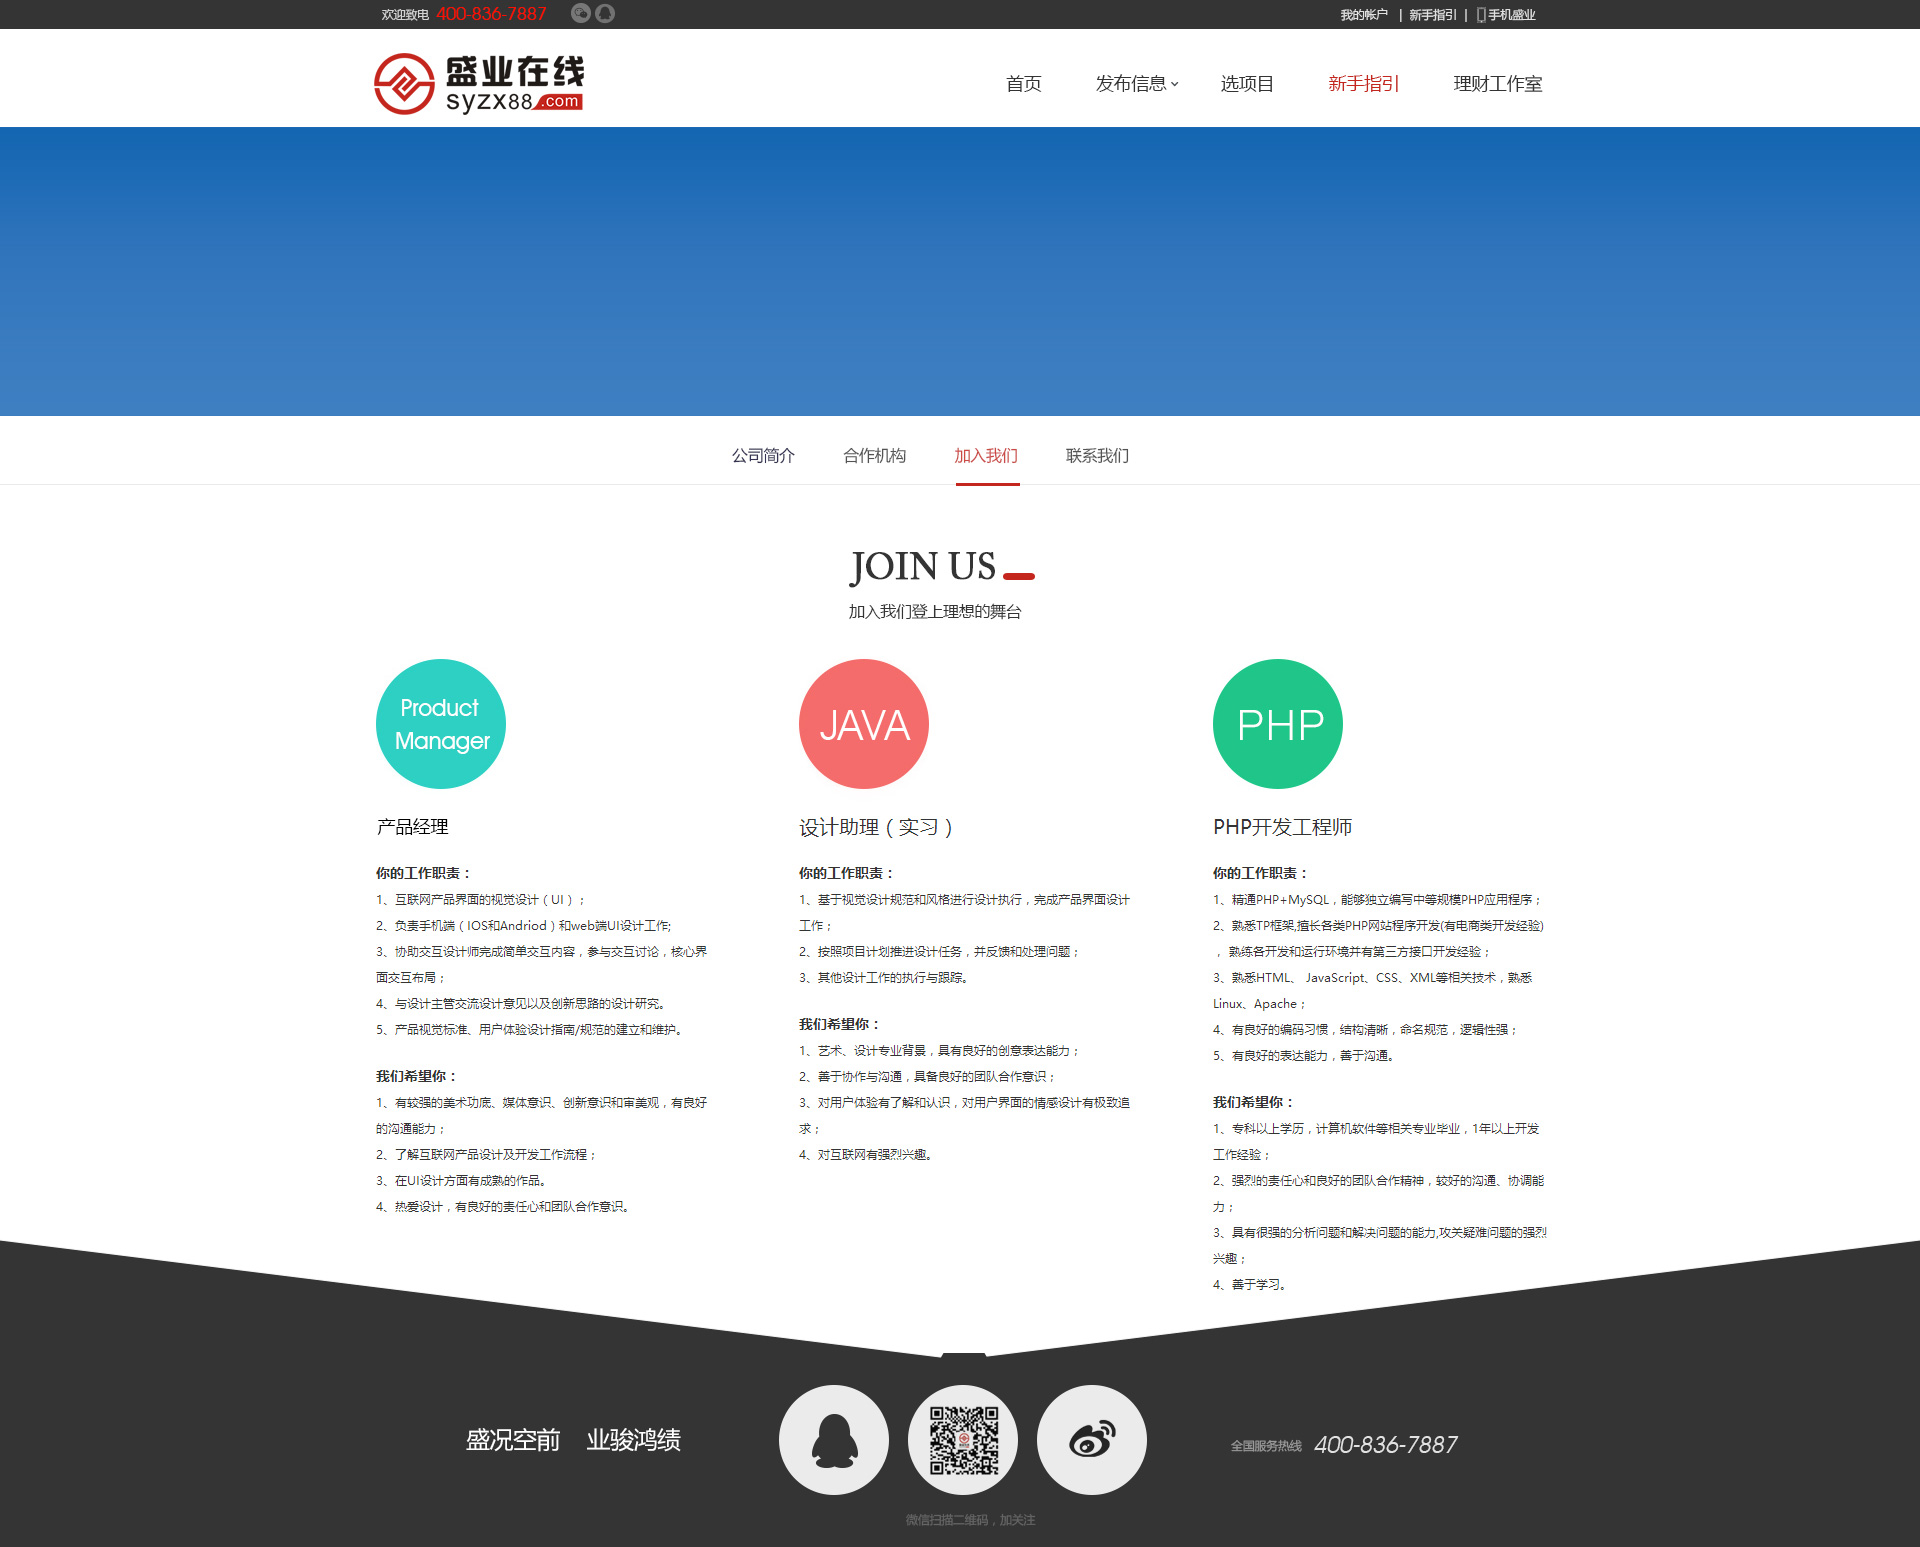 欢迎致电 400-836-7887
我的帐户 | 新手指引 | 手机盛业
盛业在线
syzx88.com
首页 发布信息 选项目 新手指引 理财工作室
公司简介 合作机构 加入我们 联系我们
JOIN US
加入我们登上理想的舞台
Product
Manager
产品经理
你的工作职责：
1、互联网产品界面的视觉设计（UI）；
2、负责手机端（IOS和Andriod）和web端UI设计工作;
3、协助交互设计师完成简单交互内容，参与交互讨论，核心界
面交互布局；
4、与设计主管交流设计意见以及创新思路的设计研究。
5、产品视觉标准、用户体验设计指南/规范的建立和维护。
我们希望你：
1、有较强的美术功底、媒体意识、创新意识和审美观，有良好
的沟通能力；
2、了解互联网产品设计及开发工作流程；
3、在UI设计方面有成熟的作品。
4、热爱设计，有良好的责任心和团队合作意识。
JAVA
设计助理（实习）
你的工作职责：
1、基于视觉设计规范和风格进行设计执行，完成产品界面设计
工作；
2、按照项目计划推进设计任务，并反馈和处理问题；
3、其他设计工作的执行与跟踪。
我们希望你：
1、艺术、设计专业背景，具有良好的创意表达能力；
2、善于协作与沟通，具备良好的团队合作意识；
3、对用户体验有了解和认识，对用户界面的情感设计有极致追
求；
4、对互联网有强烈兴趣。
PHP
PHP开发工程师
你的工作职责：
1、精通PHP+MySQL，能够独立编写中等规模PHP应用程序；
2、熟悉TP框架,擅长各类PHP网站程序开发(有电商类开发经验)
，熟练各开发和运行环境并有第三方接口开发经验；
3、熟悉HTML、 JavaScript、CSS、XML等相关技术，熟悉
Linux、Apache；
4、有良好的编码习惯，结构清晰，命名规范，逻辑性强；
5、有良好的表达能力，善于沟通。
我们希望你：
1、专科以上学历，计算机软件等相关专业毕业，1年以上开发
工作经验；
2、强烈的责任心和良好的团队合作精神，较好的沟通、协调能
力；
3、具有很强的分析问题和解决问题的能力,攻关疑难问题的强烈
兴趣；
4、善于学习。
盛况空前 业骏鸿绩
全国服务热线 400-836-7887
微信扫描二维码，加关注